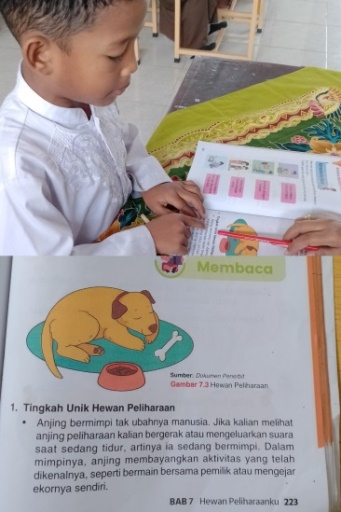 Membaca
Sumber: Dokumen Penerbit
Gambar 7.3 Hewan Peliharaan
1. Tingkah Unik Hewan Peliharaan
• Anjing bermimpi tak ubahnya manusia. Jika kalian melihat
anjing peliharaan kalian bergerak atau mengeluarkan suara
saat sedang tidur, artinya ia sedang bermimpi. Dalam
mimpinya, anjing membayangkan aktivitas yang telah
dikenalnya, seperti bermain bersama pemilik atau mengejar
ekornya sendiri.
BAB 7 Hewan Peliharaanku 223